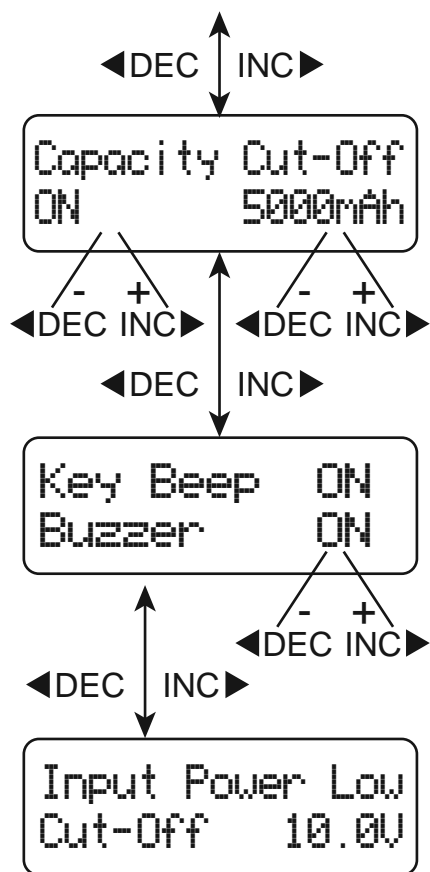 ◀DEC INC▶
Capacity Cut-Off
ON 5000mAh
- + - +
◀DEC INC▶ ◀DEC INC▶
◀DEC INC▶
Key Beep ON
Buzzer ON
- +
◀DEC INC▶
◀DEC INC▶
Input Power Low
Cut-Off 10.0V